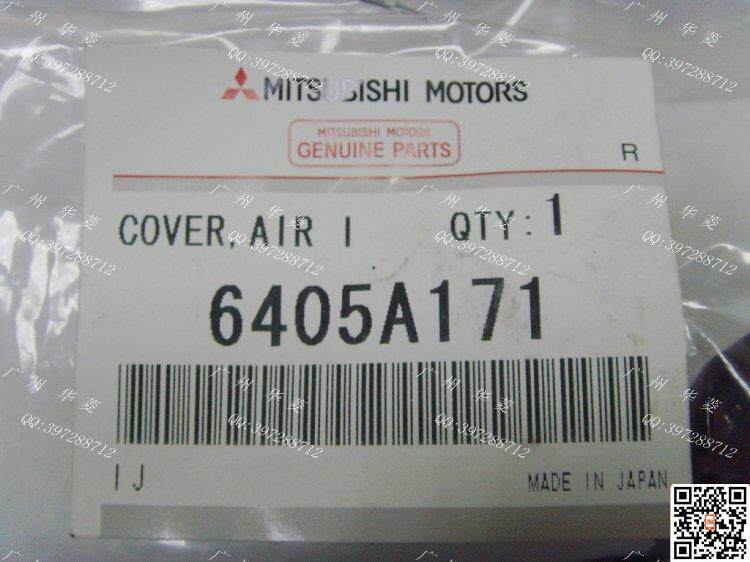 MITSUBISHI MOTORS
MITSUBISHI MOTORS
GENUINE PARTS
R
COVER, AIR I QTY: 1
6405A171
IJ MADE IN JAPAN
广州 华菱
QQ:397288712